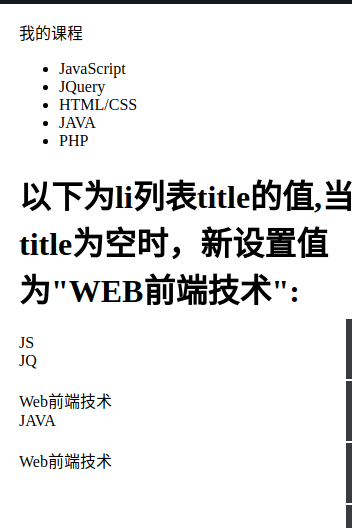 我的课程
JavaScript
JQuery
HTML/CSS
JAVA
PHP
以下为li列表title的值,当
title为空时，新设置值
为"WEB前端技术":
JS
JQ
Web前端技术
JAVA
Web前端技术